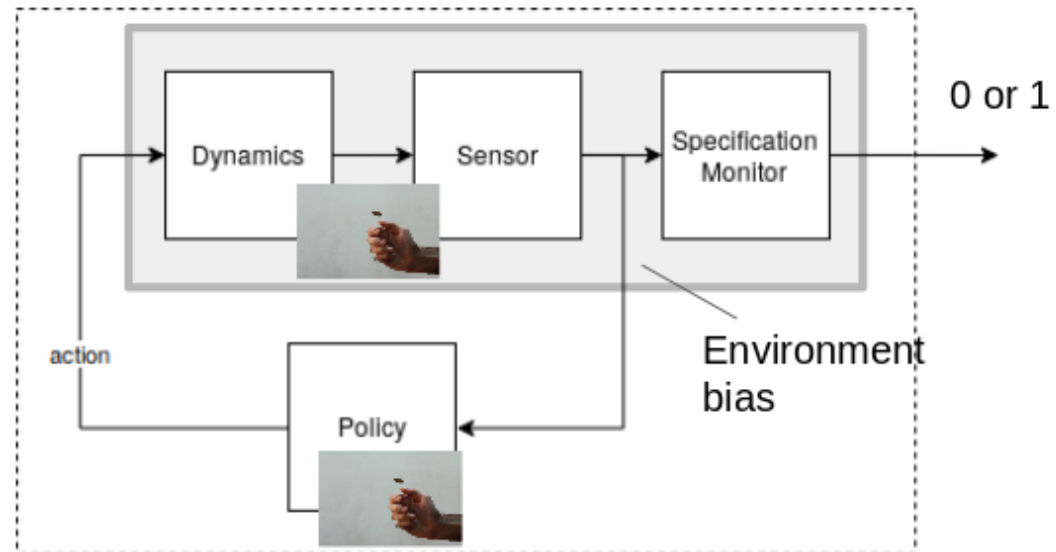 0 or 1
Dynamics
Sensor
Specification
Monitor
Environment
bias
action
Policy